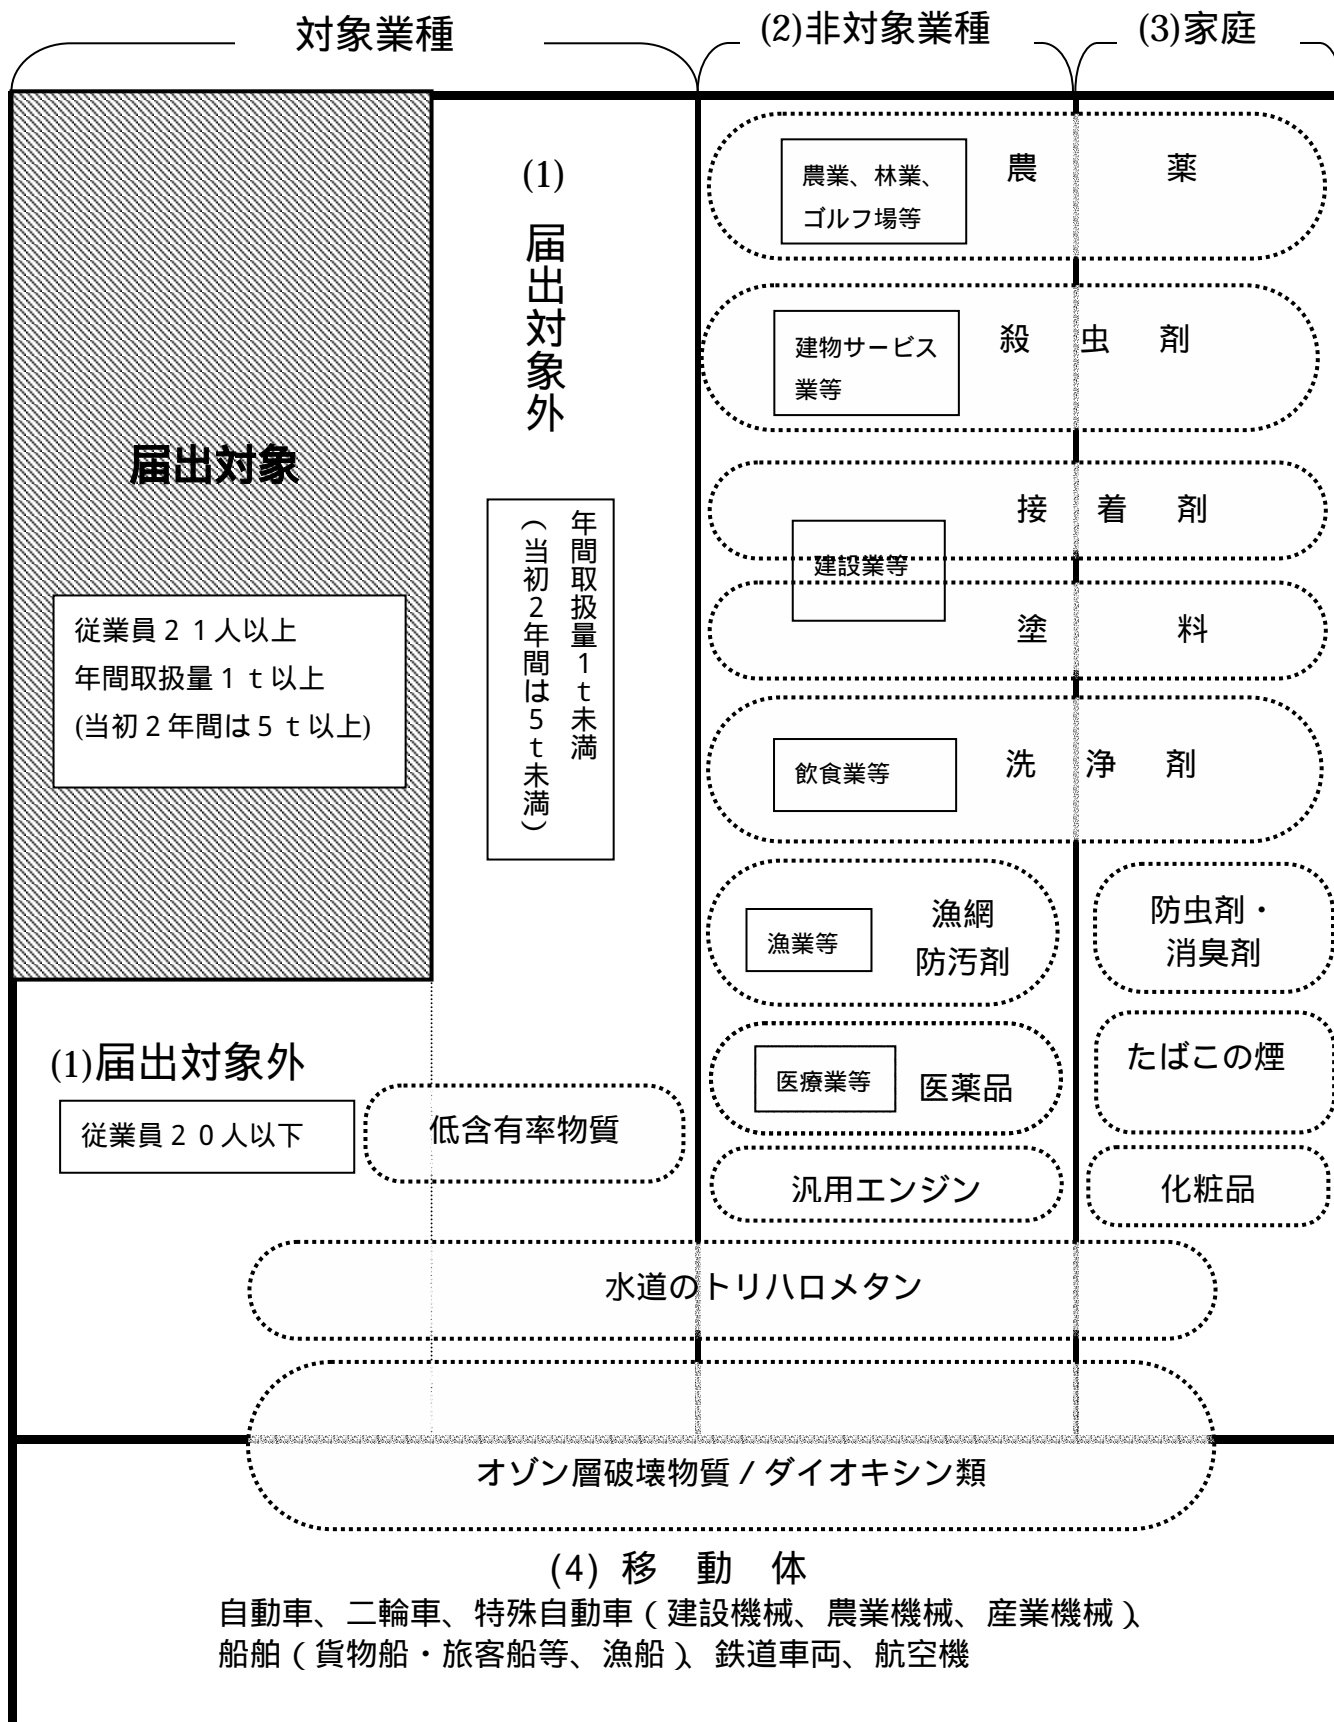 対象業種
(2)非対象業種
(3)家庭
届出対象
従業員21人以上
年間取扱量1t以上
(当初2年間は5t以上)
(1)
届出対象外
年間取扱量1t未満
(当初2年間は5t未満)
(1)届出対象外
従業員20人以下
低含有率物質
農業、林業、
ゴルフ場等
農薬
建物サービス
業等
殺虫剤
接着剤
建設業等
塗料
飲食業等
洗浄剤
漁業等
漁網
防汚剤
医療業等
医薬品
汎用エンジン
防虫剤・
消臭剤
たばこの煙
化粧品
水道のトリハロメタン
オゾン層破壊物質/ダイオキシン類
(4) 移動体
自動車、二輪車、特殊自動車(建設機械、農業機械、産業機械)、
船舶(貨物船・旅客船等、漁船)、鉄道車両、航空機